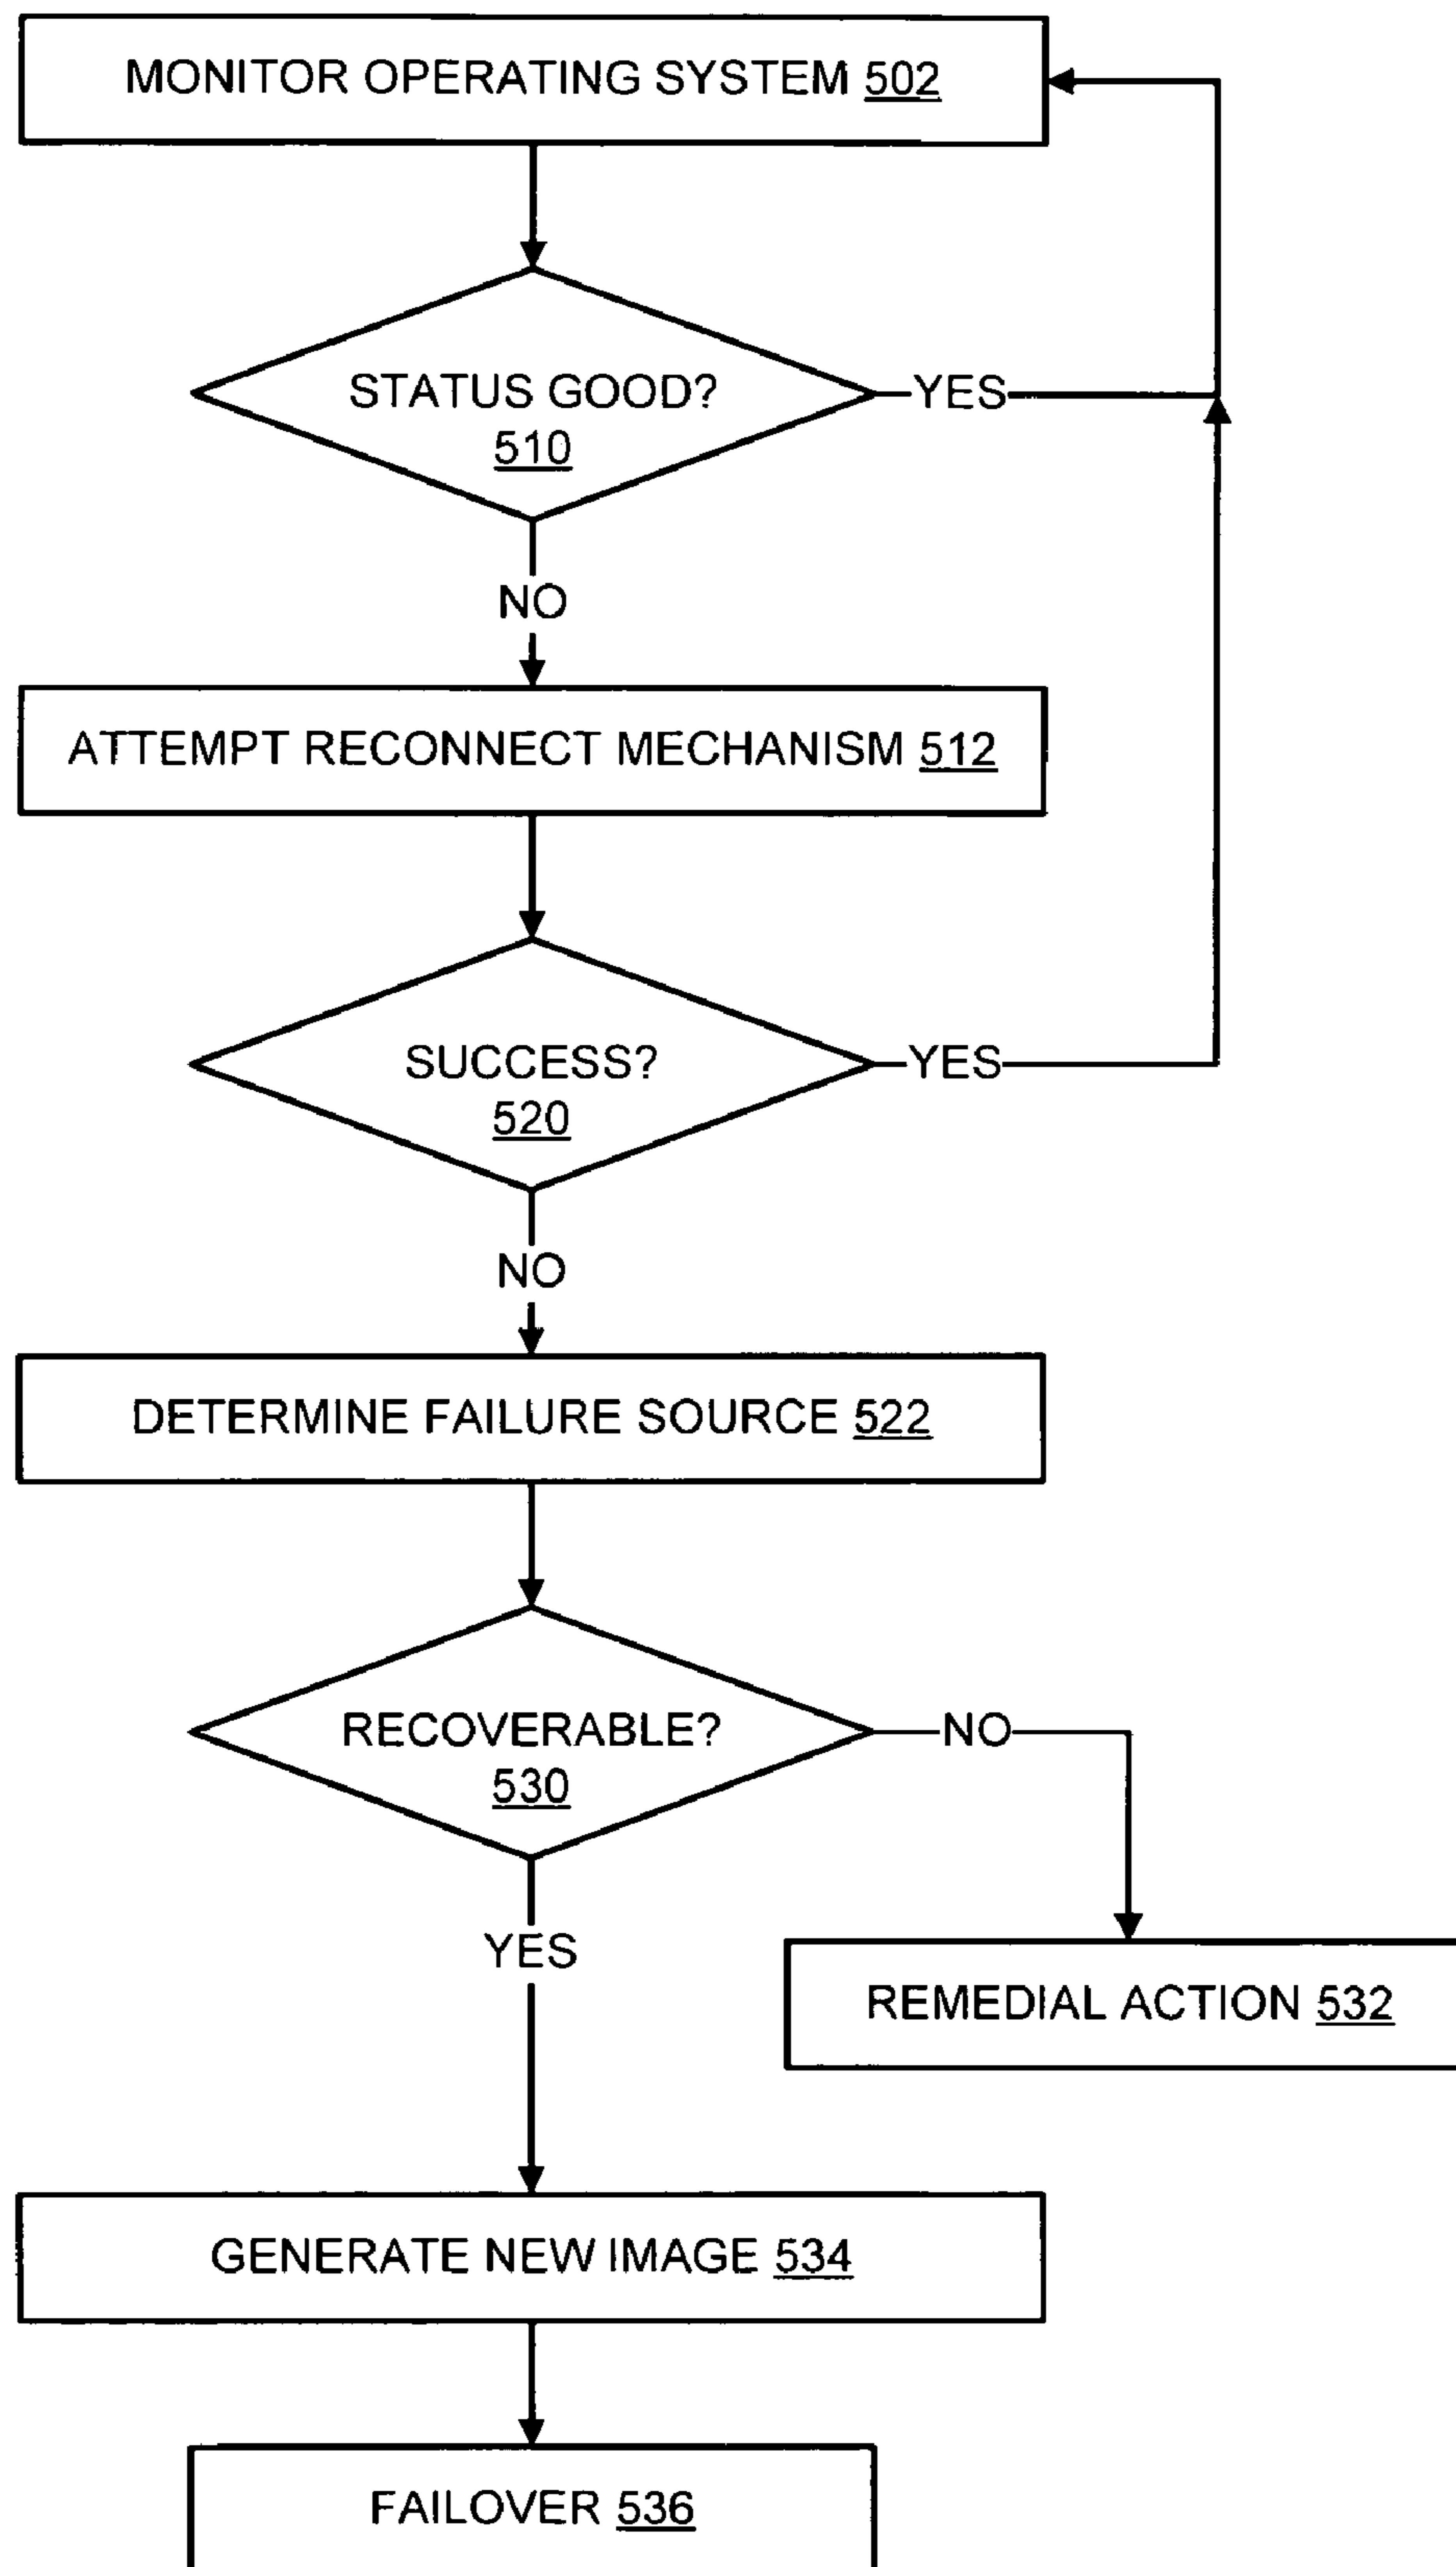 MONITOR OPERATING SYSTEM 502
STATUS GOOD?
510
YES
NO
ATTEMPT RECONNECT MECHANISM 512
SUCCESS?
520
YES
NO
DETERMINE FAILURE SOURCE 522
RECOVERABLE?
530
NO
YES
REMEDIAL ACTION 532
GENERATE NEW IMAGE 534
FAILOVER 536